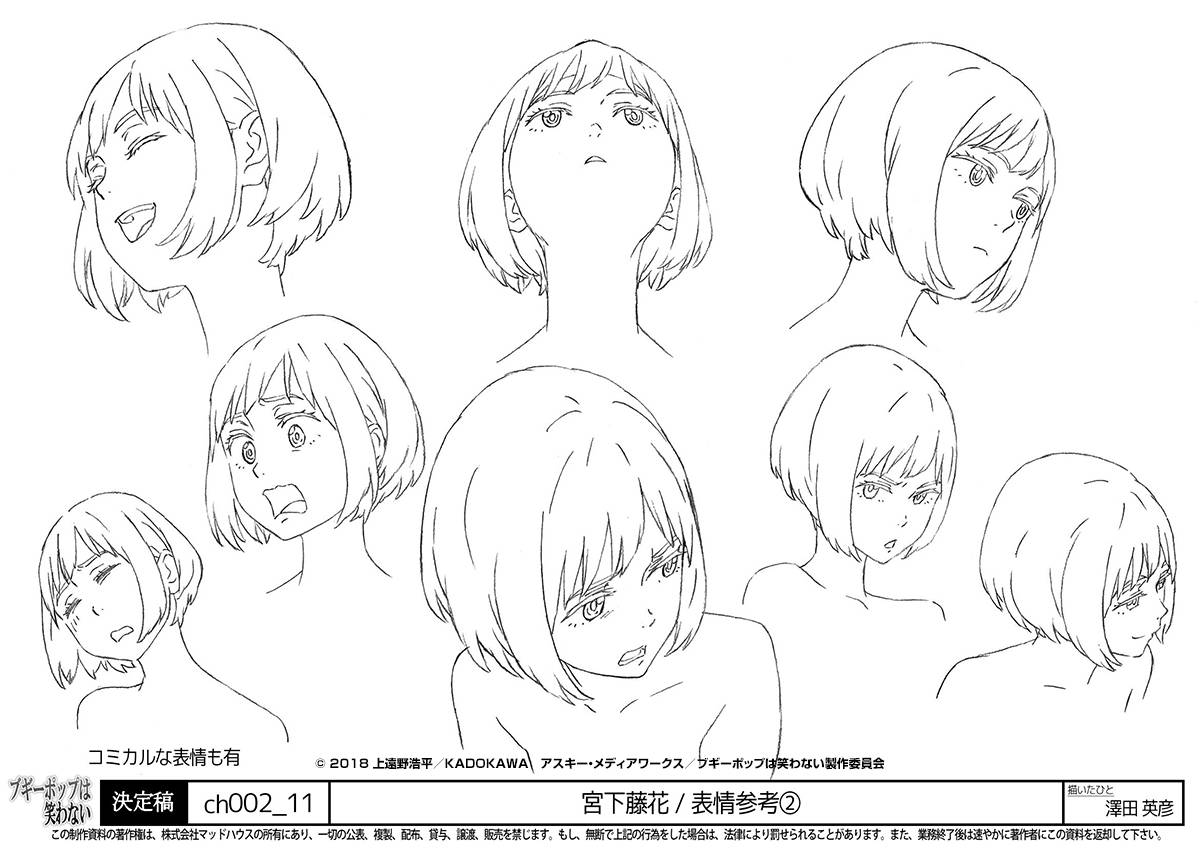 コミカルな表情も有
© 2018 上遠野浩平／KADOKAWA　アスキー・メディアワークス／ブギーポップは笑わない製作委員会
ブギーポップは
笑わない
決定稿
ch002_11
宮下藤花 / 表情参考②
描いたひと
澤田 英彦
この制作資料の著作権は、株式会社マッドハウスの所有にあり、一切の公表、複製、配布、貸与、譲渡、販売を禁じます。もし、無断で上記の行為をした場合は、法律により罰せられることがあります。また、業務終了後は速やかに著作者にこの資料を返却して下さい。